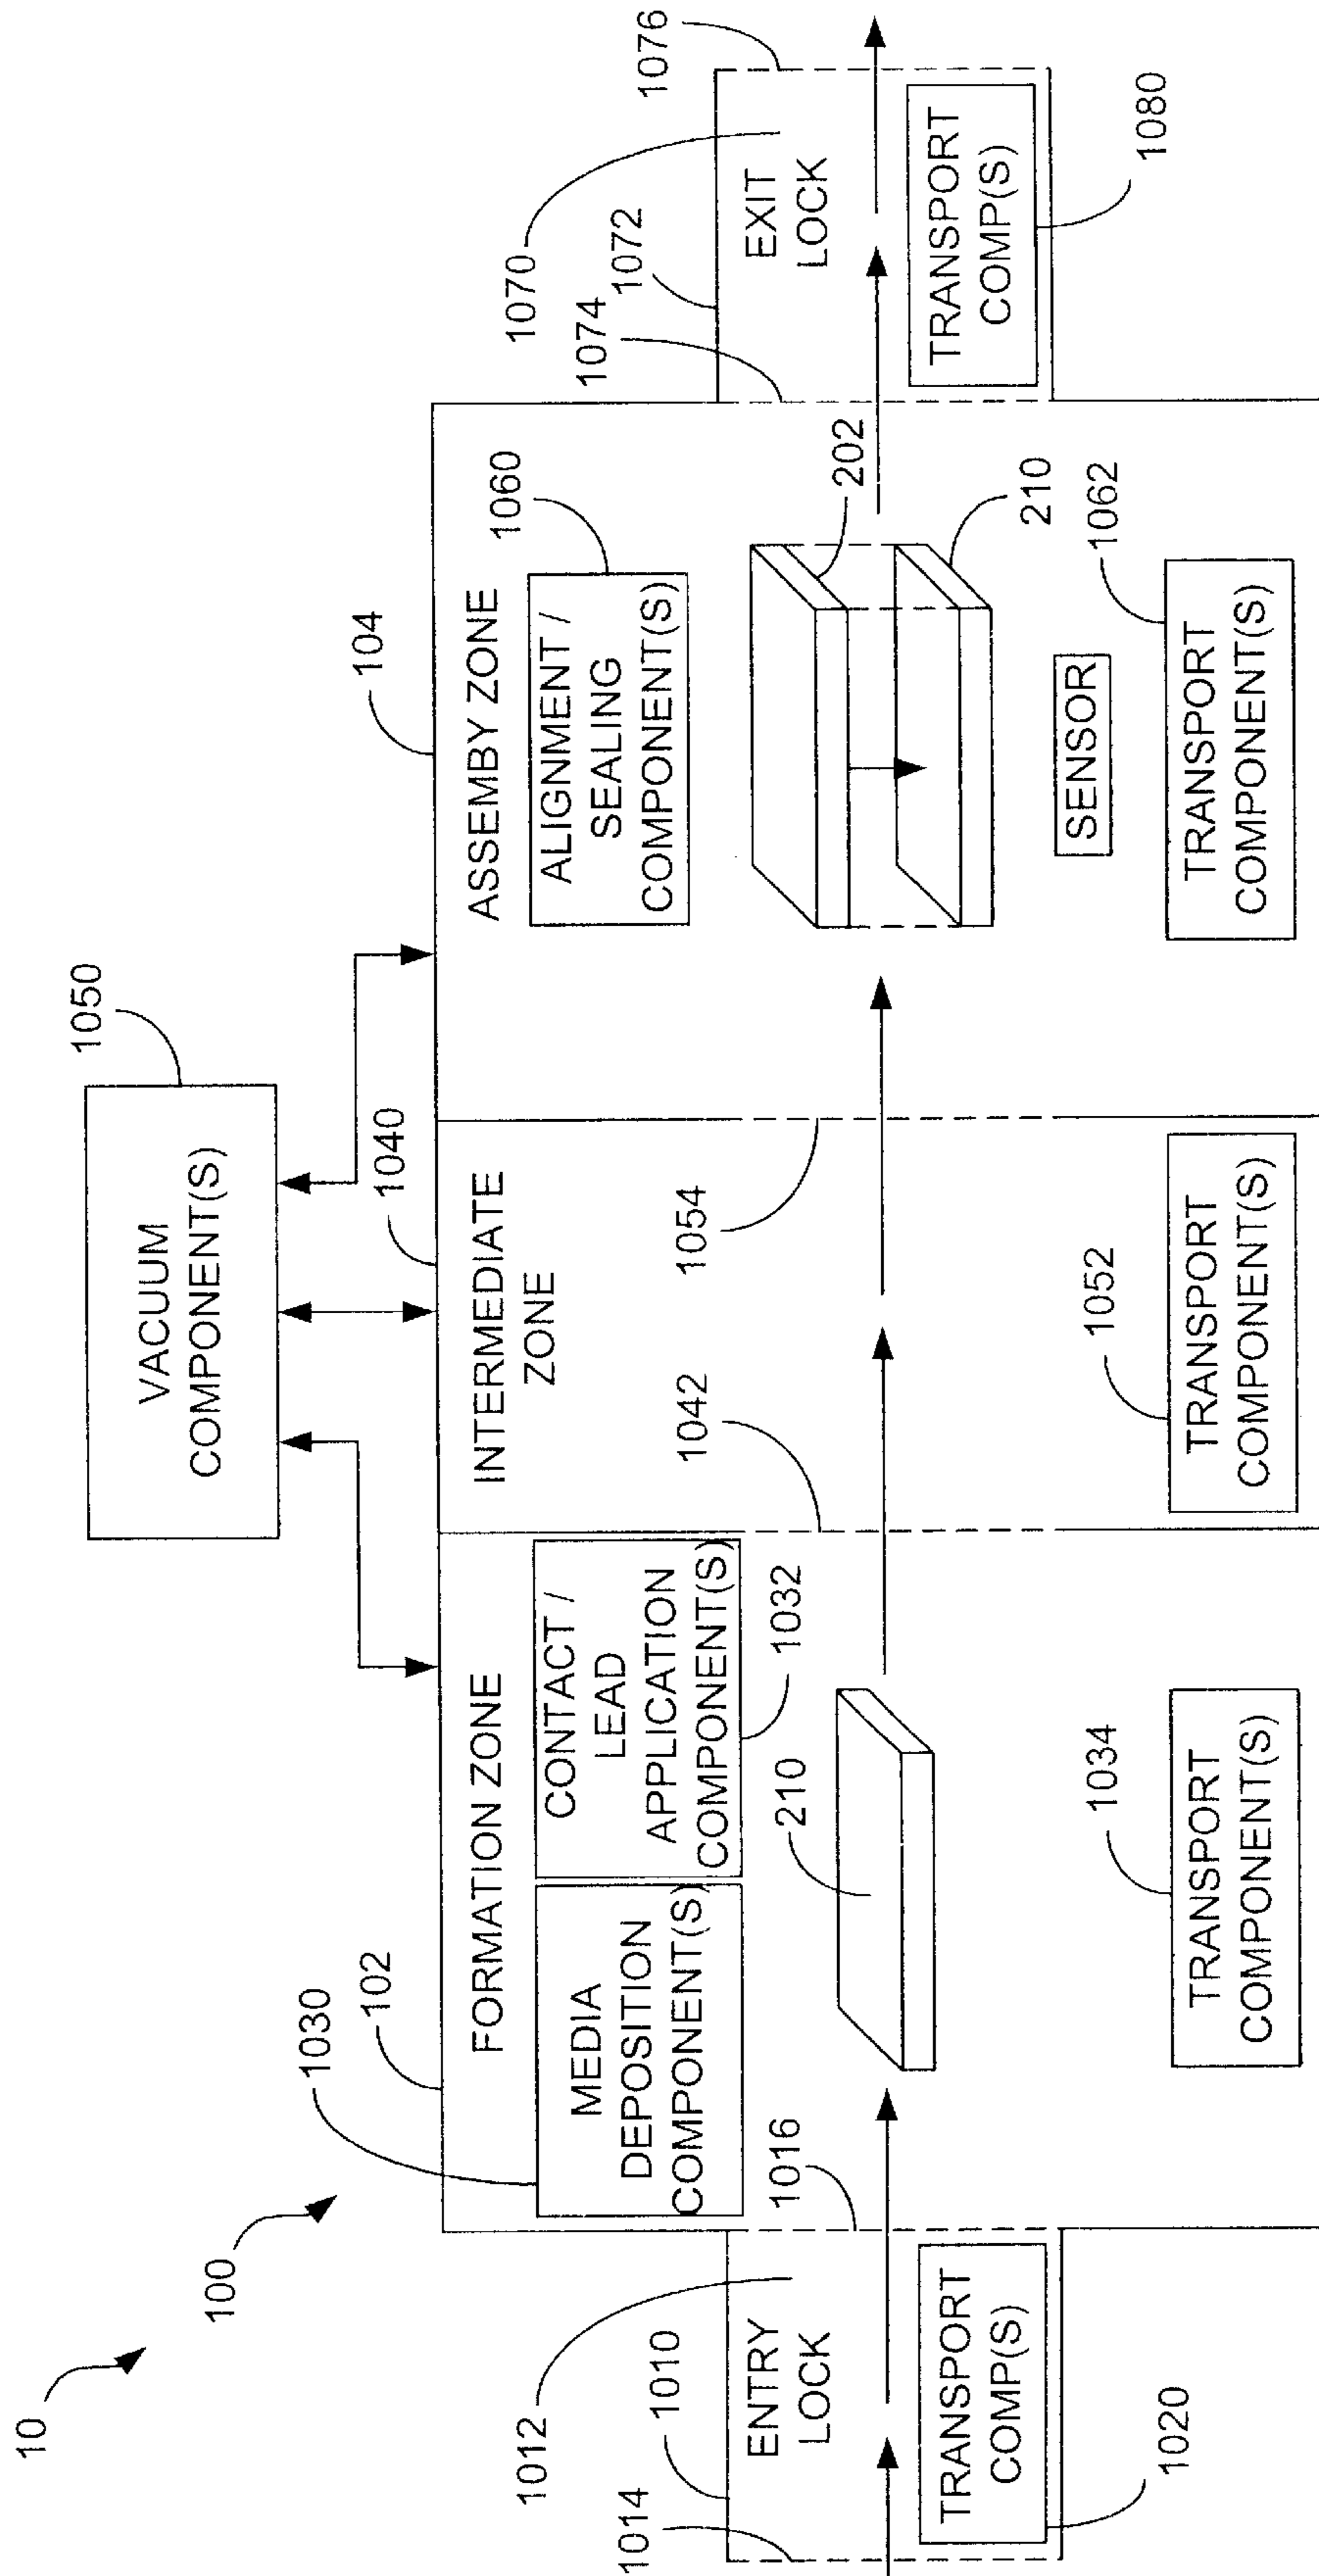 10
100
VACUUM
COMPONENT(S)
1050
102
1040
104
FORMATION ZONE
1030
MEDIA
DEPOSITION
COMPONENT(S)
CONTACT /
LEAD
APPLICATION
COMPONENT(S)
1032
INTERMEDIATE
ZONE
1042
1054
ASSEMBY ZONE
1060
ALIGNMENT /
SEALING
COMPONENT(S)
1074
1072
1070
1076
1012
1010
1014
1016
ENTRY
LOCK
TRANSPORT
COMP(S)
1020
210
1034
TRANSPORT
COMPONENT(S)
1052
TRANSPORT
COMPONENT(S)
202
210
SENSOR
1062
TRANSPORT
COMPONENT(S)
EXIT
LOCK
TRANSPORT
COMP(S)
1080